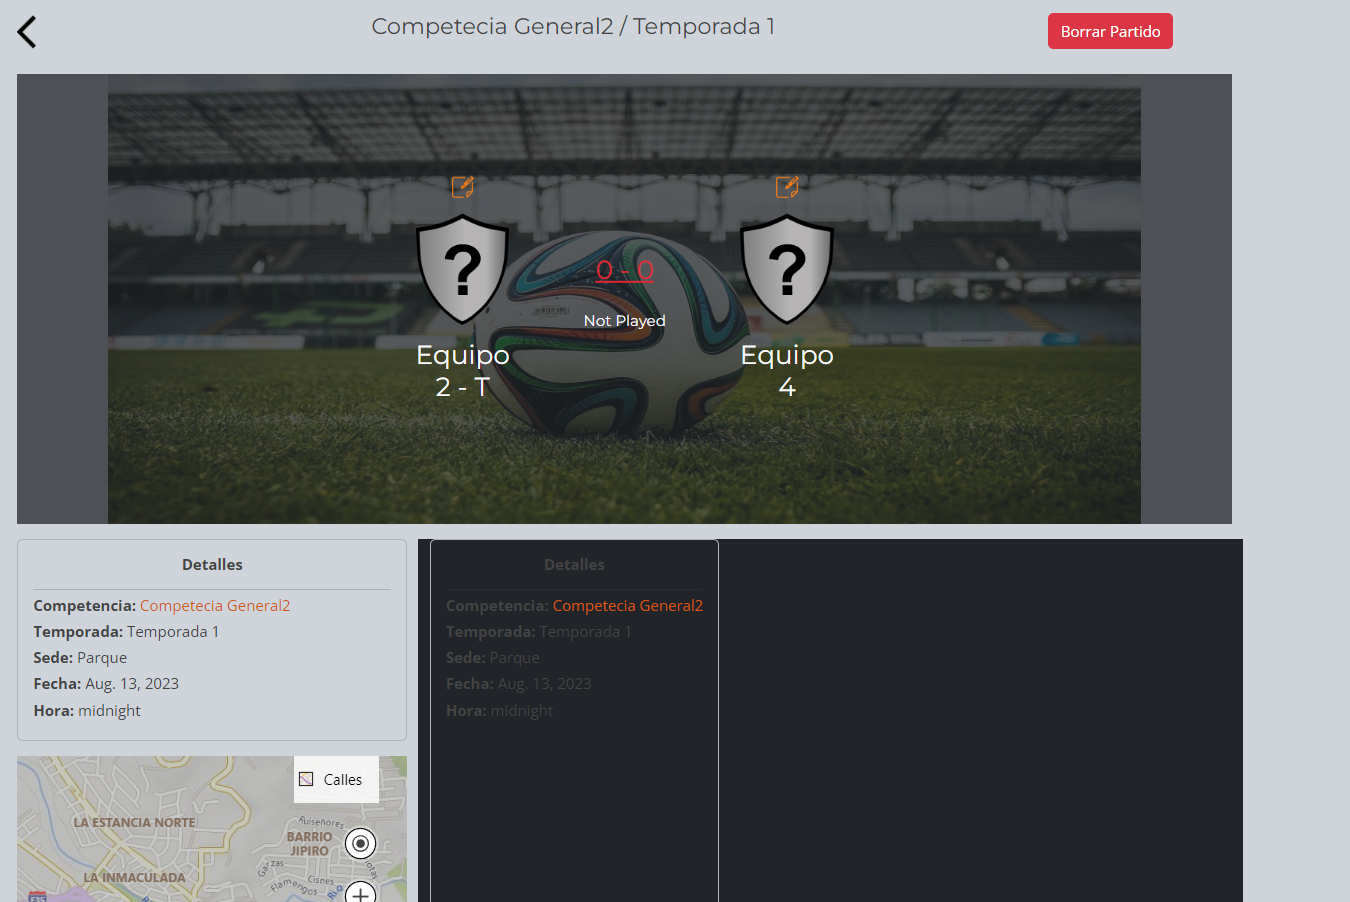 Competecia General2 / Temporada 1
Borrar Partido
?
?
0 - 0
Not Played
Equipo
2 - T
Equipo
4
Detalles
Competencia: Competecia General2
Temporada: Temporada 1
Sede: Parque
Fecha: Aug. 13, 2023
Hora: midnight
Detalles
Competencia: Competecia General2
Temporada: Temporada 1
Sede: Parque
Fecha: Aug. 13, 2023
Hora: midnight
Calles
LA ESTANCIA NORTE
Ruiseñores
BARRIO
JIPIRO
Garzas
Cisnes
Flamengos
LA INMACULADA
Río
E35